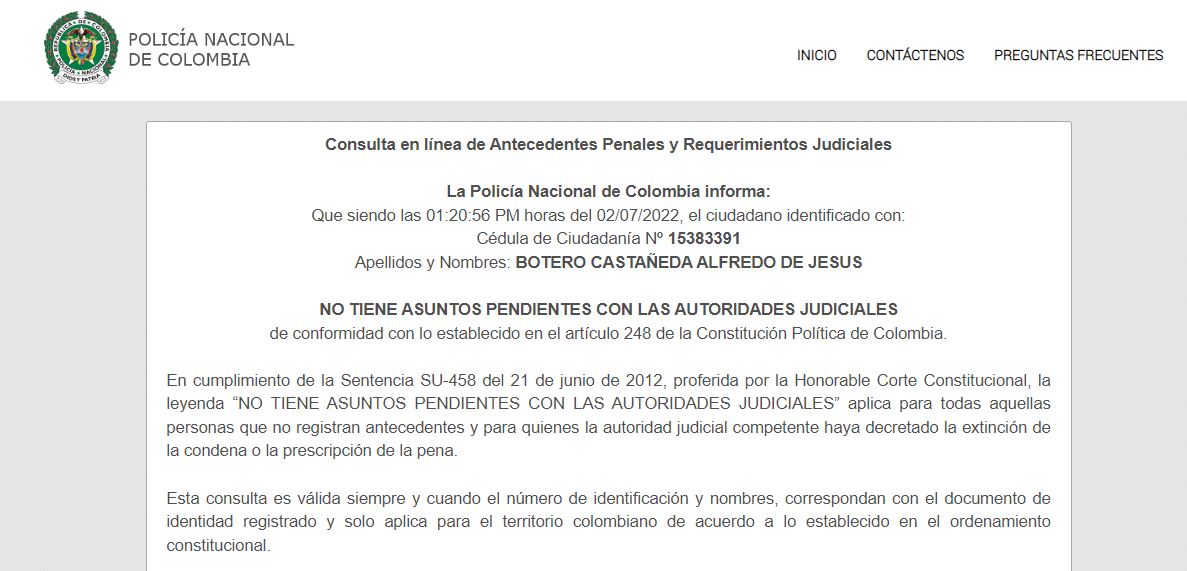 POLICÍA NACIONAL
DE COLOMBIA
INICIO CONTÁCTENOS PREGUNTAS FRECUENTES
Consulta en línea de Antecedentes Penales y Requerimientos Judiciales
La Policía Nacional de Colombia informa:
Que siendo las 01:20:56 PM horas del 02/07/2022, el ciudadano identificado con:
Cédula de Ciudadanía Nº 15383391
Apellidos y Nombres: BOTERO CASTAÑEDA ALFREDO DE JESUS
NO TIENE ASUNTOS PENDIENTES CON LAS AUTORIDADES JUDICIALES
de conformidad con lo establecido en el artículo 248 de la Constitución Política de Colombia.
En cumplimiento de la Sentencia SU-458 del 21 de junio de 2012, proferida por la Honorable Corte Constitucional, la
leyenda “NO TIENE ASUNTOS PENDIENTES CON LAS AUTORIDADES JUDICIALES” aplica para todas aquellas
personas que no registran antecedentes y para quienes la autoridad judicial competente haya decretado la extinción de
la condena o la prescripción de la pena.
Esta consulta es válida siempre y cuando el número de identificación y nombres, correspondan con el documento de
identidad registrado y solo aplica para el territorio colombiano de acuerdo a lo establecido en el ordenamiento
constitucional.